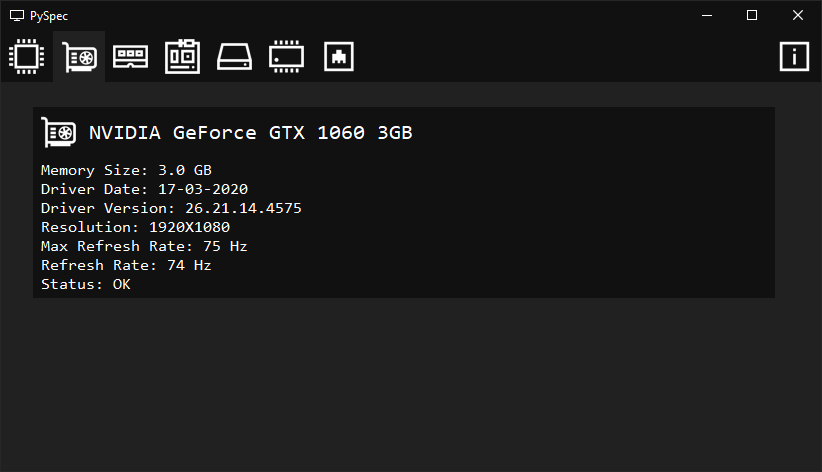 PySpec
NVIDIA GeForce GTX 1060 3GB
Memory Size: 3.0 GB
Driver Date: 17-03-2020
Driver Version: 26.21.14.4575
Resolution: 1920X1080
Max Refresh Rate: 75 Hz
Refresh Rate: 74 Hz
Status: OK